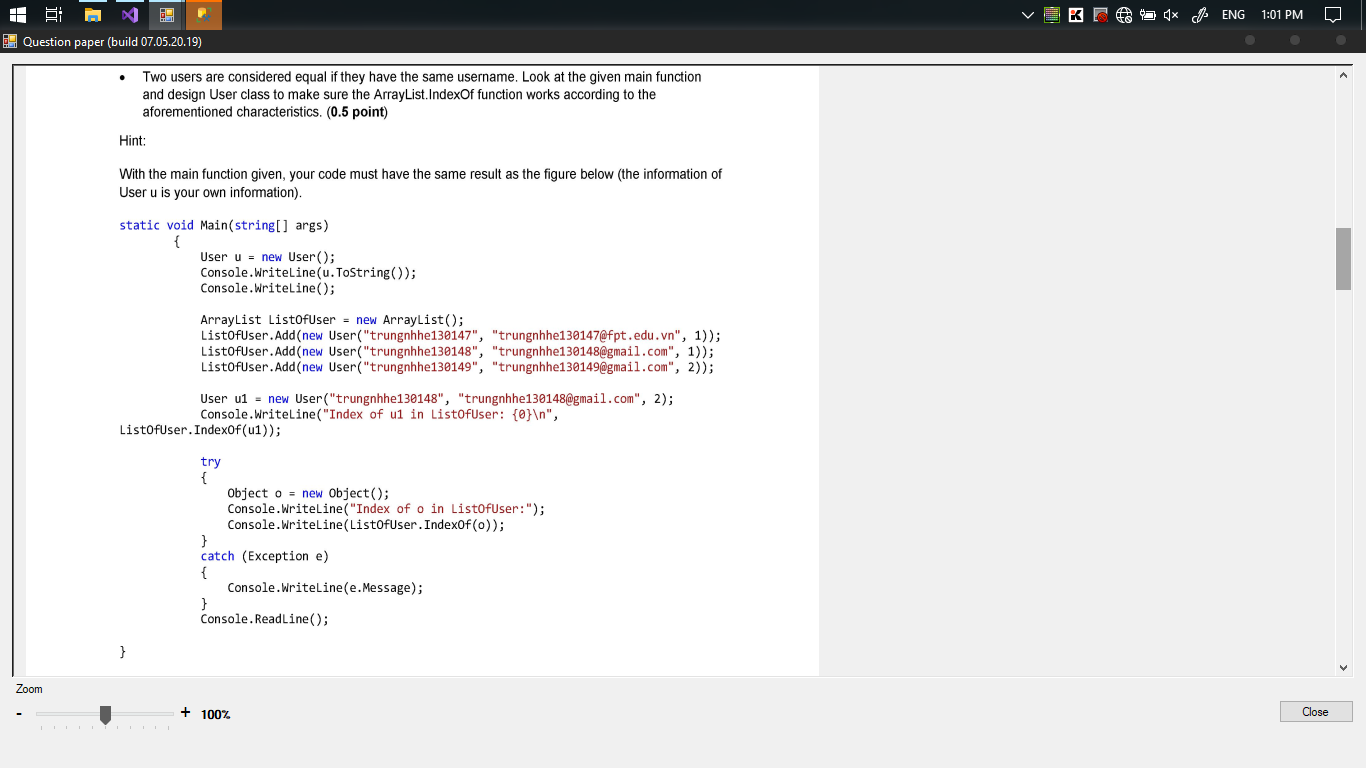 ENG 1:01 PM
Question paper (build 07.05.20.19)
• Two users are considered equal if they have the same username. Look at the given main function
and design User class to make sure the ArrayList.IndexOf function works according to the
aforementioned characteristics. (0.5 point)
Hint:
With the main function given, your code must have the same result as the figure below (the information of
User u is your own information).
static void Main(string[] args)
{
User u = new User();
Console.WriteLine(u.ToString());
Console.WriteLine();
ArrayList ListOfUser = new ArrayList();
ListOfUser.Add(new User("trungnhhe130147", "trungnhhe130147@fpt.edu.vn", 1));
ListOfUser.Add(new User("trungnhhe130148", "trungnhhe130148@gmail.com", 1));
ListOfUser.Add(new User("trungnhhe130149", "trungnhhe130149@gmail.com", 2));
User u1 = new User("trungnhhe130148", "trungnhhe130148@gmail.com", 2);
Console.WriteLine("Index of u1 in ListOfUser: {0}\n",
ListOfUser.IndexOf(u1));
try
{
Object o = new Object();
Console.WriteLine("Index of o in ListOfUser:");
Console.WriteLine(ListOfUser.IndexOf(o));
}
catch (Exception e)
{
Console.WriteLine(e.Message);
}
Console.ReadLine();
}
Zoom
- + 100%
Close